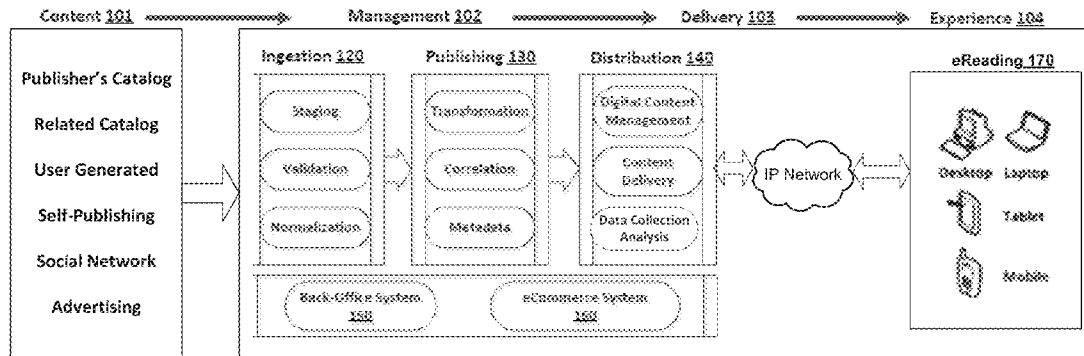 Content 101
Management 102
Delivery 103
Experience 104
Publisher's Catalog
Related Catalog
User Generated
Self-Publishing
Social Network
Advertising
Ingestion 120
Staging
Validation
Normalization
Publishing 130
Transformation
Correlation
Metadata
Distribution 140
Digital Content
Management
Content
Delivery
Data Collection
Analysis
Back-Office System
eCommerce System
160
IP Network
eReading 170
Desktop
Laptop
Tablet
Mobile